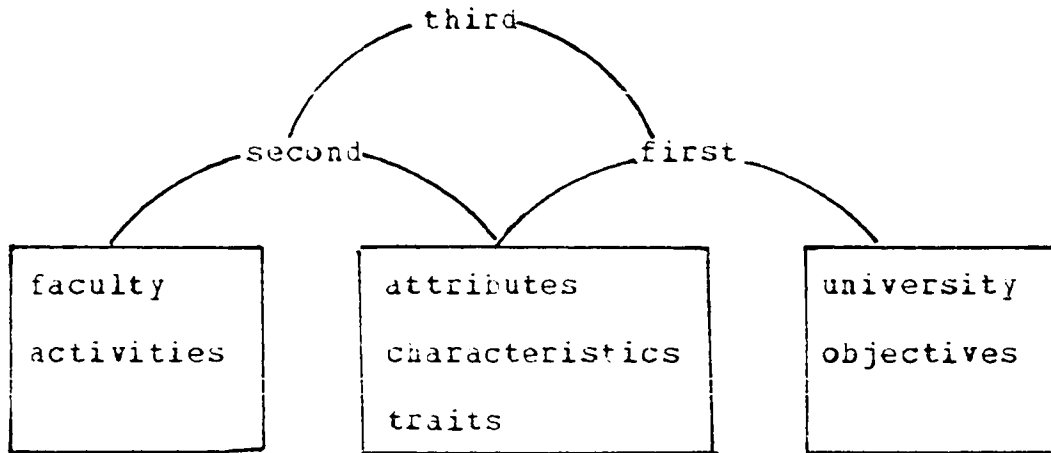 third
second first
faculty
activities
attributes
characteristics
traits
university
objectives